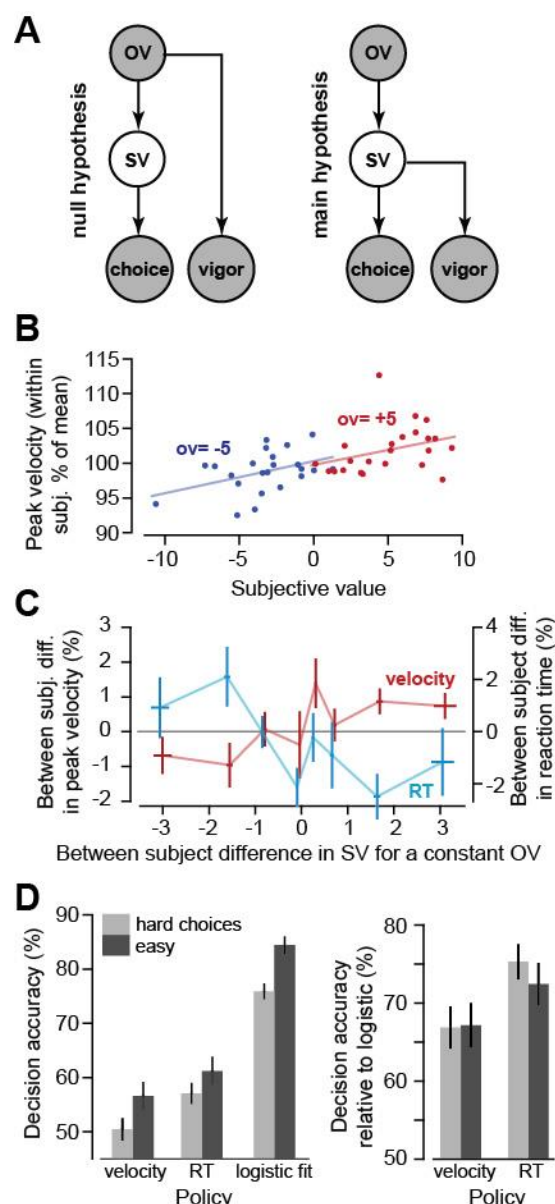 A
null hypothesis
OV
SV
choice
vigor
main hypothesis
OV
SV
choice
vigor
B
Peak velocity (within
subj. % of mean)
115
110
105
100
95
90
ov= -5
ov= +5
-10
-5
0
5
10
Subjective value
C
Between subj. diff.
in peak velocity (%)
3
2
1
0
-1
-2
velocity
RT
4
2
0
-2
Between subject diff.
in reaction time (%)
-3
-2
-1
0
1
2
3
Between subject difference in SV for a constant OV
D
Decision accuracy (%)
90
80
70
60
50
hard choices
easy
velocity
RT
logistic fit
Policy
Decision accuracy
relative to logistic (%)
80
70
60
50
velocity
RT
Policy